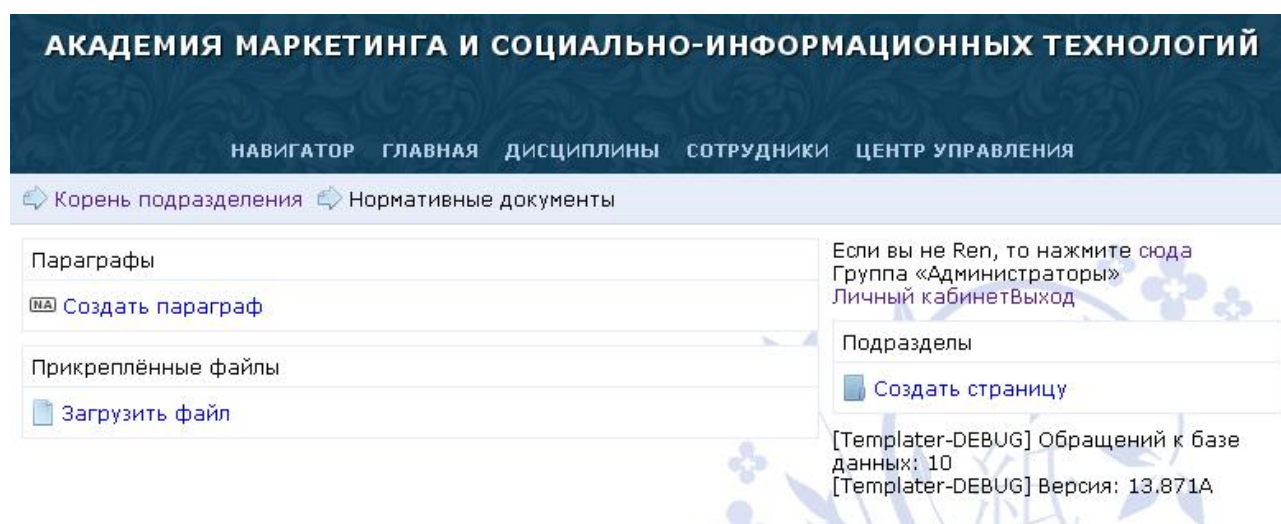 АКАДЕМИЯ МАРКЕТИНГА И СОЦИАЛЬНО-ИНФОРМАЦИОННЫХ ТЕХНОЛОГИЙ
НАВИГАТОР ГЛАВНАЯ ДИСЦИПЛИНЫ СОТРУДНИКИ ЦЕНТР УПРАВЛЕНИЯ
Корень подразделения Нормативные документы
Параграфы
NA Создать параграф
Прикреплённые файлы
Загрузить файл
Если вы не Ren, то нажмите сюда
Группа «Администраторы»
Личный кабинетВыход
Подразделы
Создать страницу
[Templater-DEBUG] Обращений к базе
данных: 10
[Templater-DEBUG] Версия: 13.871A
紙